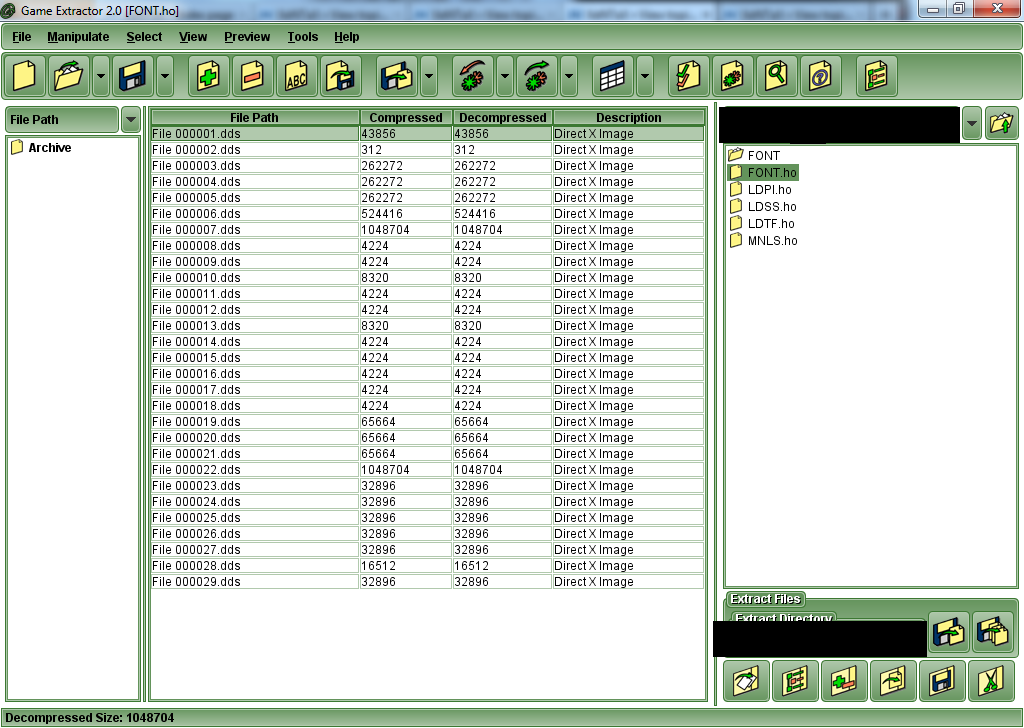 Game Extractor 2.0 [FONT.ho]
File Manipulate Select View Preview Tools Help
ABC
File Path
Archive
File Path Compressed Decompressed Description
File 000001.dds 43856 43856 Direct X Image
File 000002.dds 312 312 Direct X Image
File 000003.dds 262272 262272 Direct X Image
File 000004.dds 262272 262272 Direct X Image
File 000005.dds 262272 262272 Direct X Image
File 000006.dds 524416 524416 Direct X Image
File 000007.dds 1048704 1048704 Direct X Image
File 000008.dds 4224 4224 Direct X Image
File 000009.dds 4224 4224 Direct X Image
File 000010.dds 8320 8320 Direct X Image
File 000011.dds 4224 4224 Direct X Image
File 000012.dds 4224 4224 Direct X Image
File 000013.dds 8320 8320 Direct X Image
File 000014.dds 4224 4224 Direct X Image
File 000015.dds 4224 4224 Direct X Image
File 000016.dds 4224 4224 Direct X Image
File 000017.dds 4224 4224 Direct X Image
File 000018.dds 4224 4224 Direct X Image
File 000019.dds 65664 65664 Direct X Image
File 000020.dds 65664 65664 Direct X Image
File 000021.dds 65664 65664 Direct X Image
File 000022.dds 1048704 1048704 Direct X Image
File 000023.dds 32896 32896 Direct X Image
File 000024.dds 32896 32896 Direct X Image
File 000025.dds 32896 32896 Direct X Image
File 000026.dds 32896 32896 Direct X Image
File 000027.dds 32896 32896 Direct X Image
File 000028.dds 16512 16512 Direct X Image
File 000029.dds 32896 32896 Direct X Image
FONT
FONT.ho
LDPI.ho
LDSS.ho
LDTF.ho
MNLS.ho
Extract Files
Extract Directory
Decompressed Size: 1048704